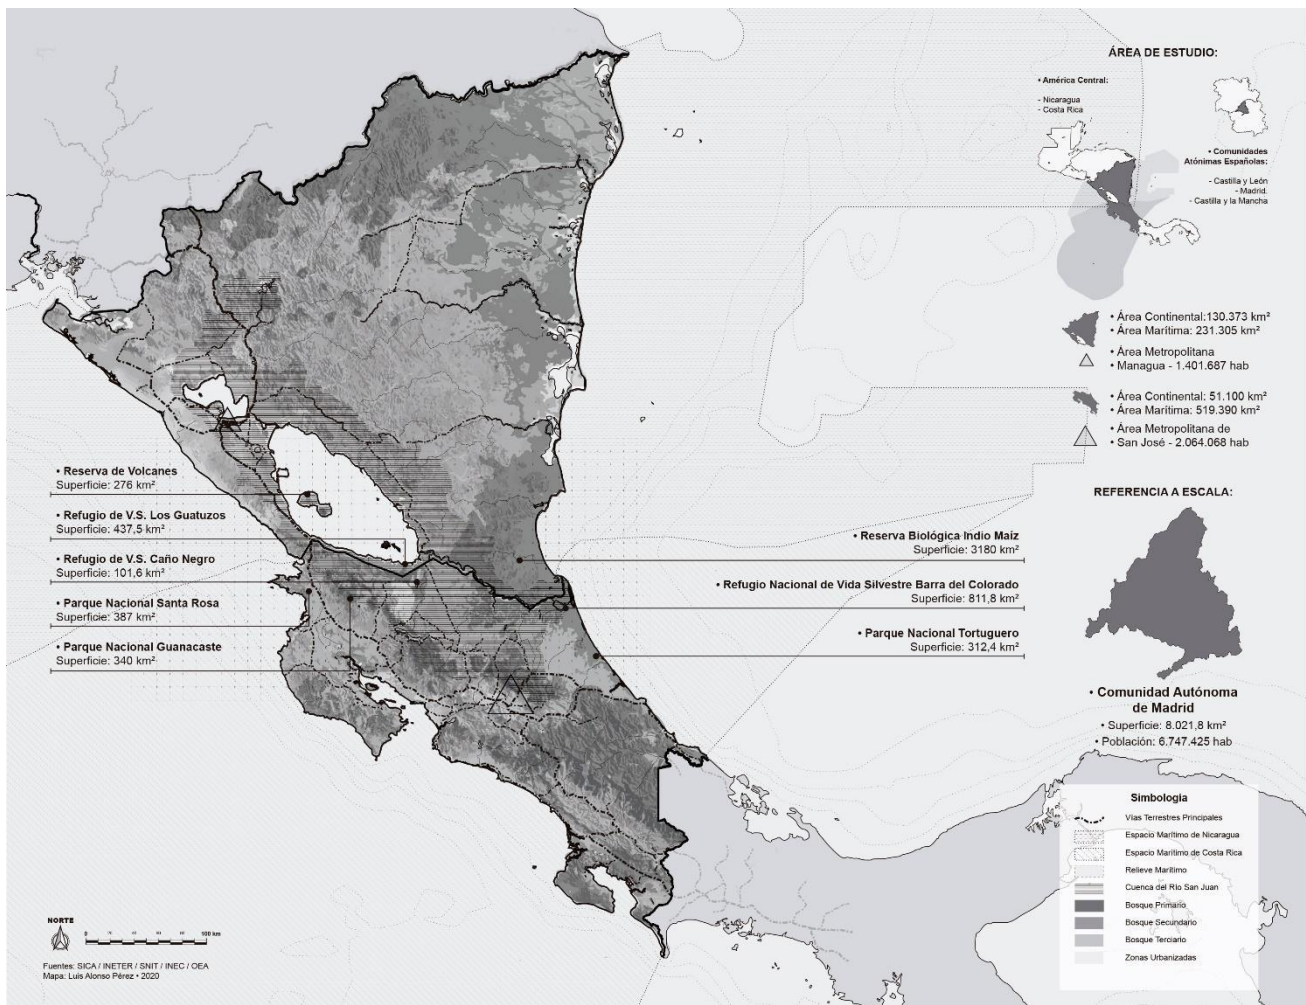 ÁREA DE ESTUDIO:
• América Central:
- Nicaragua
- Costa Rica
• Comunidades
Atónimas Españolas:
- Castilla y León
- Madrid.
- Castilla y la Mancha
• Área Continental:130.373 km²
• Área Marítima: 231.305 km²
• Área Metropolitana
• Managua - 1.401.687 hab
• Área Continental: 51.100 km²
• Área Marítima: 519.390 km²
• Área Metropolitana de
• San José - 2.064.068 hab
• Reserva de Volcanes
Superficie: 276 km²
• Refugio de V.S. Los Guatuzos
Superficie: 437,5 km²
• Refugio de V.S. Caño Negro
Superficie: 101,6 km²
• Parque Nacional Santa Rosa
Superficie: 387 km²
• Parque Nacional Guanacaste
Superficie: 340 km²
• Reserva Biológica Indio Maíz
Superficie: 3180 km²
• Refugio Nacional de Vida Silvestre Barra del Colorado
Superficie: 811,8 km²
• Parque Nacional Tortuguero
Superficie: 312,4 km²
REFERENCIA A ESCALA:
• Comunidad Autónoma
de Madrid
• Superficie: 8.021,8 km²
• Población: 6.747.425 hab
Simbología
Vías Terrestres Principales
Espacio Marítimo de Nicaragua
Espacio Marítimo de Costa Rica
Relieve Marítimo
Cuenca del Río San Juan
Bosque Primario
Bosque Secundario
Bosque Terciario
Zonas Urbanizadas
NORTE
0
100 km
Fuentes: SICA / INETER / SNIT / INEC / OEA
Mapa: Luis Alonso Pérez • 2020